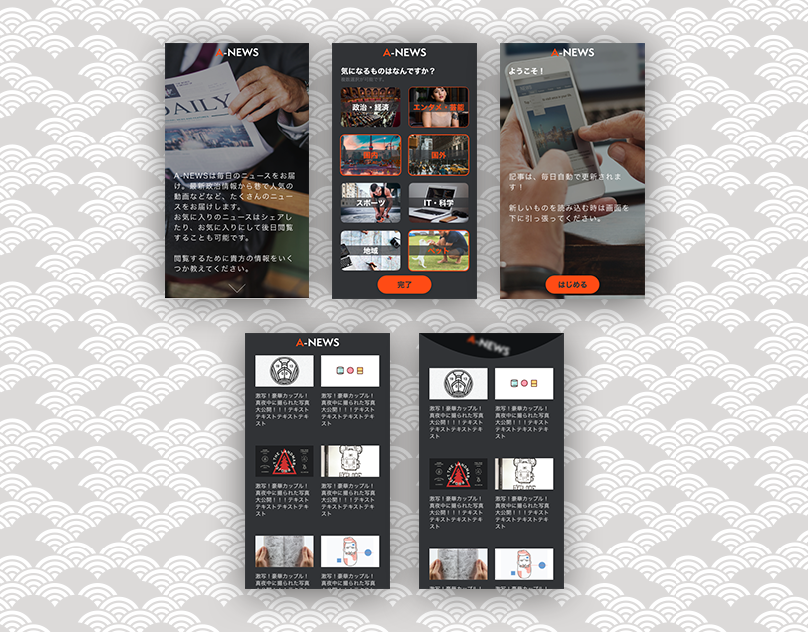 A-NEWS
DAILY
A-NEWSは毎日のニュースをお届
け。最新政治情報から巷で人気の
動画などなど、たくさんのニュー
スをお届けします。
お気に入りのニュースはシェアし
たり、お気に入りにして後日閲覧
することも可能です。
閲覧するために貴方の情報をいく
つか教えてください。
A-NEWS
気になるものはなんですか？
複数選択が可能です。
政治・経済
エンタメ・芸能
国内
国外
スポーツ
IT・科学
地域
ペット
完了
A-NEWS
ようこそ！
記事は、毎日自動で更新されま
す！
新しいものを読み込む時は画面を
下に引っ張ってください。
はじめる
A-NEWS
激写！豪華カップル！
真夜中に撮られた写真
大公開！！！テキスト
テキストテキストテキ
スト
激写！豪華カップル！
真夜中に撮られた写真
大公開！！！テキスト
テキストテキストテキ
スト
激写！豪華カップル！
真夜中に撮られた写真
大公開！！！テキスト
テキストテキストテキ
スト
激写！豪華カップル！
真夜中に撮られた写真
大公開！！！テキスト
テキストテキストテキ
スト
激写！豪華カップル！
真夜中に撮られた写真
激写！豪華カップル！
真夜中に撮られた写真
A-NEWS
激写！豪華カップル！
真夜中に撮られた写真
大公開！！！テキスト
テキストテキストテキ
スト
激写！豪華カップル！
真夜中に撮られた写真
大公開！！！テキスト
テキストテキストテキ
スト
激写！豪華カップル！
真夜中に撮られた写真
大公開！！！テキスト
テキストテキストテキ
スト
激写！豪華カップル！
真夜中に撮られた写真
大公開！！！テキスト
テキストテキストテキ
スト